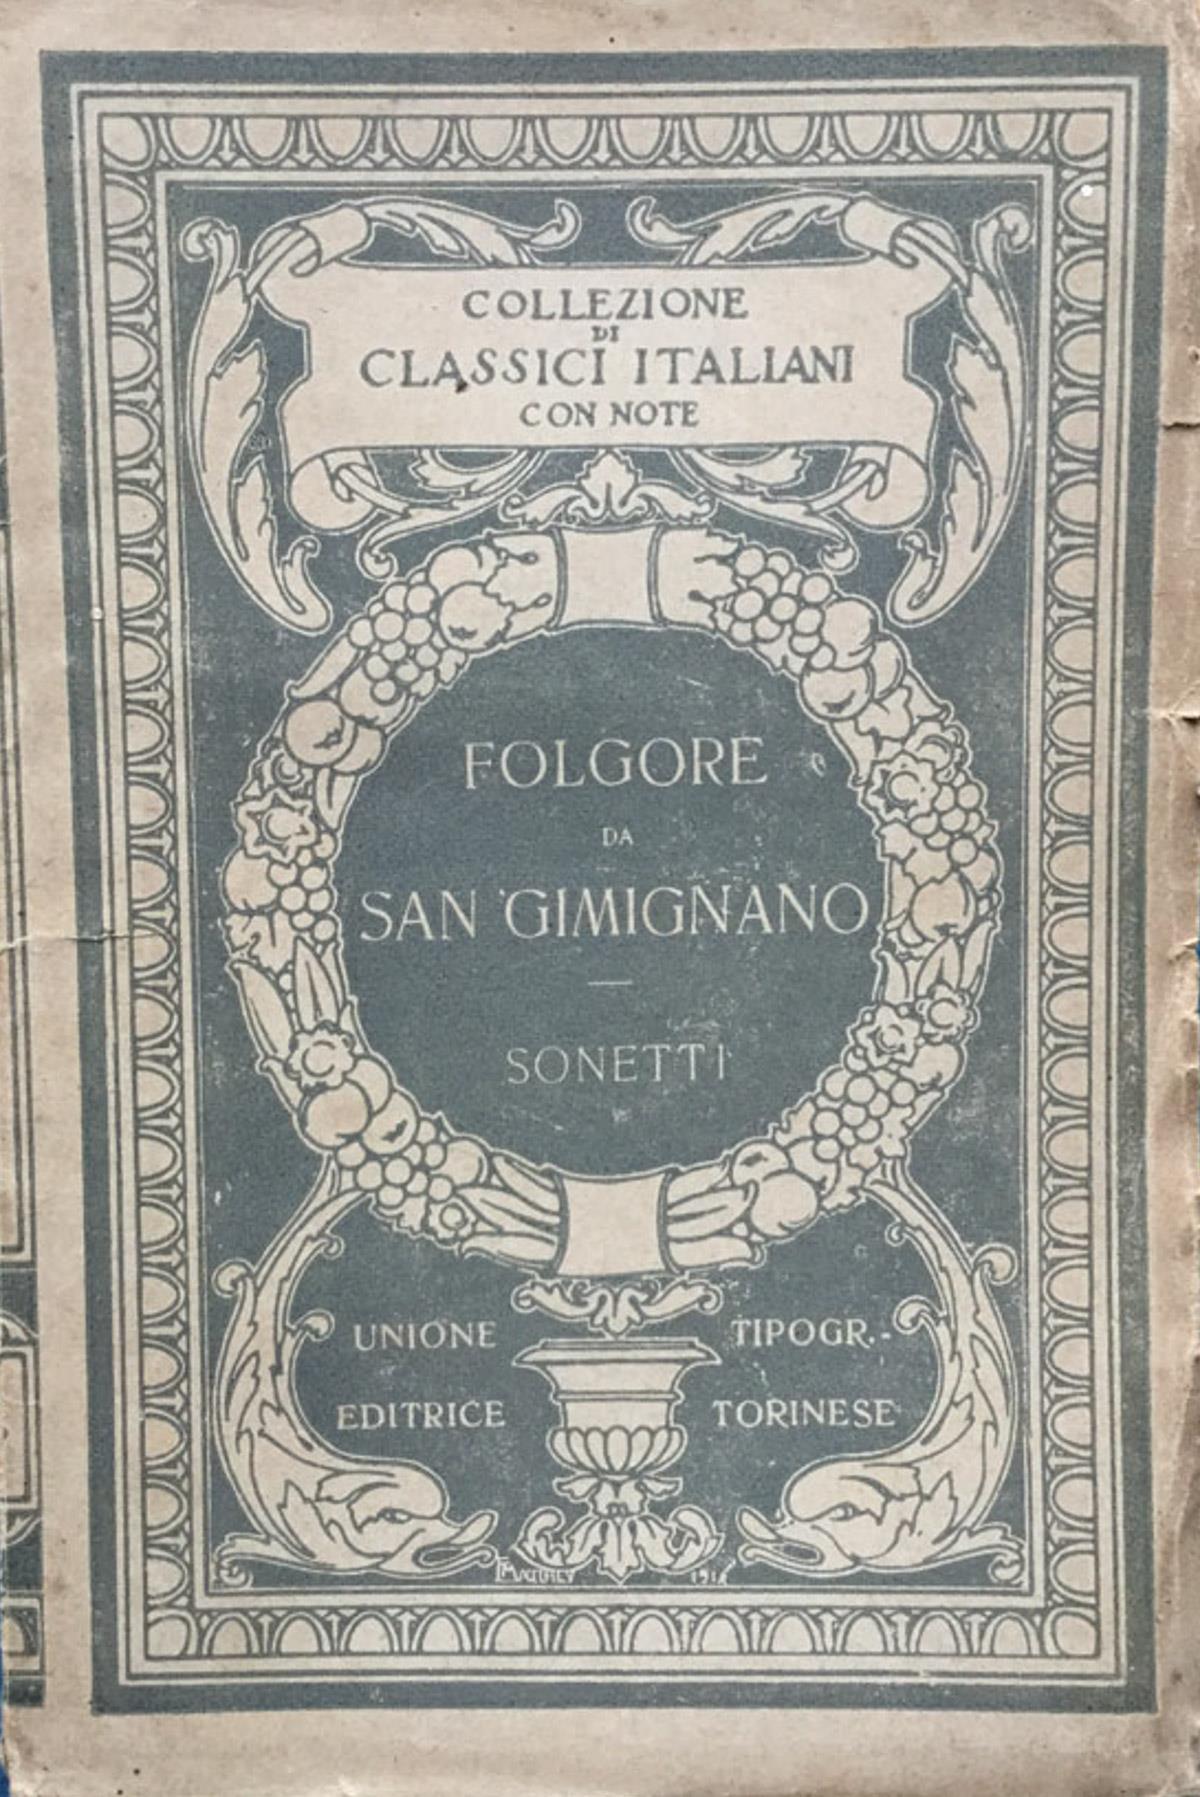 COLLEZIONE
DI
CLASSICI ITALIANI
CON NOTE
FOLGORE
DA
SAN GIMIGNANO
SONETTI
UNIONE TIPOGR.-
EDITRICE TORINESE